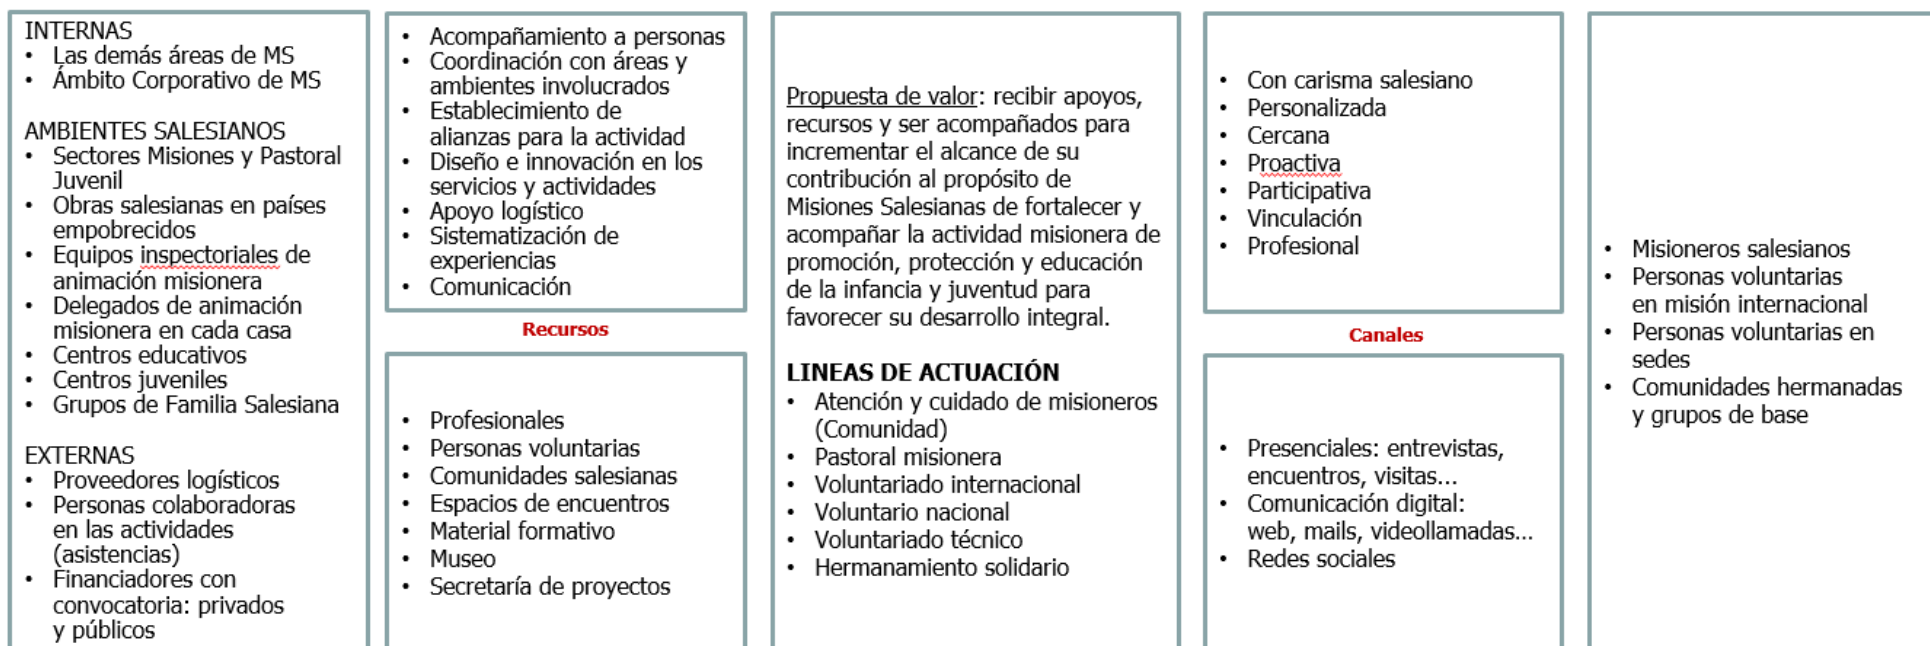 INTERNAS
• Las demás áreas de MS
• Ámbito Corporativo de MS
AMBIENTES SALESIANOS
• Sectores Misiones y Pastoral
Juvenil
• Obras salesianas en países
empobrecidos
• Equipos inspectoriales de
animación misionera
• Delegados de animación
misionera en cada casa
• Centros educativos
• Centros juveniles
• Grupos de Familia Salesiana
EXTERNAS
• Proveedores logísticos
• Personas colaboradoras
en las actividades
(asistencias)
• Financiadores con
convocatoria: privados
y públicos
• Acompañamiento a personas
• Coordinación con áreas y
ambientes involucrados
• Establecimiento de
alianzas para la actividad
• Diseño e innovación en los
servicios y actividades
• Apoyo logístico
• Sistematización de
experiencias
• Comunicación
Recursos
• Profesionales
• Personas voluntarias
• Comunidades salesianas
• Espacios de encuentros
• Material formativo
• Museo
• Secretaría de proyectos
Propuesta de valor: recibir apoyos,
recursos y ser acompañados para
incrementar el alcance de su
contribución al propósito de
Misiones Salesianas de fortalecer y
acompañar la actividad misionera de
promoción, protección y educación
de la infancia y juventud para
favorecer su desarrollo integral.
LINEAS DE ACTUACIÓN
• Atención y cuidado de misioneros
(Comunidad)
• Pastoral misionera
• Voluntariado internacional
• Voluntario nacional
• Voluntariado técnico
• Hermanamiento solidario
• Con carisma salesiano
• Personalizada
• Cercana
• Proactiva
• Participativa
• Vinculación
• Profesional
Canales
• Presenciales: entrevistas,
encuentros, visitas...
• Comunicación digital:
web, mails, videollamadas...
• Redes sociales
• Misioneros salesianos
• Personas voluntarias
en misión internacional
• Personas voluntarias en
sedes
• Comunidades hermanadas
y grupos de base